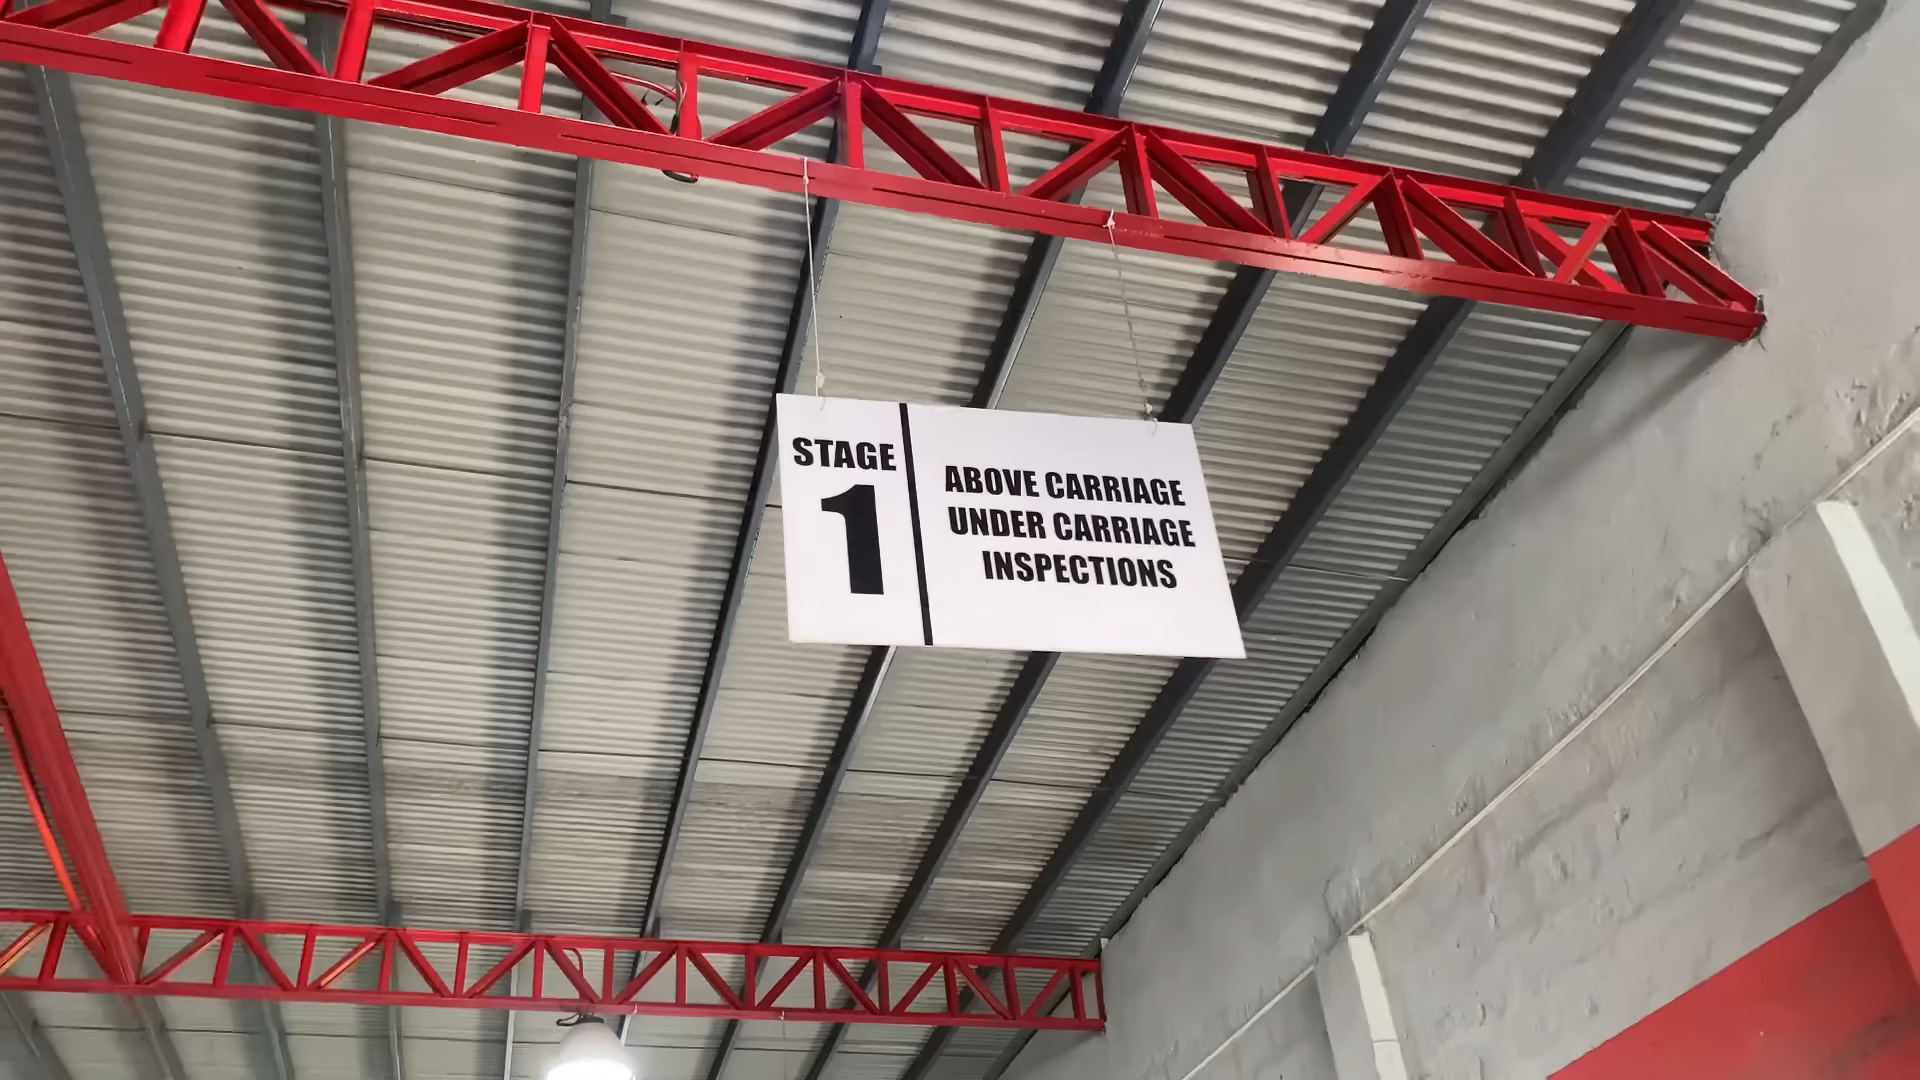 STAGE
1
ABOVE CARRIAGE
UNDER CARRIAGE
INSPECTIONS